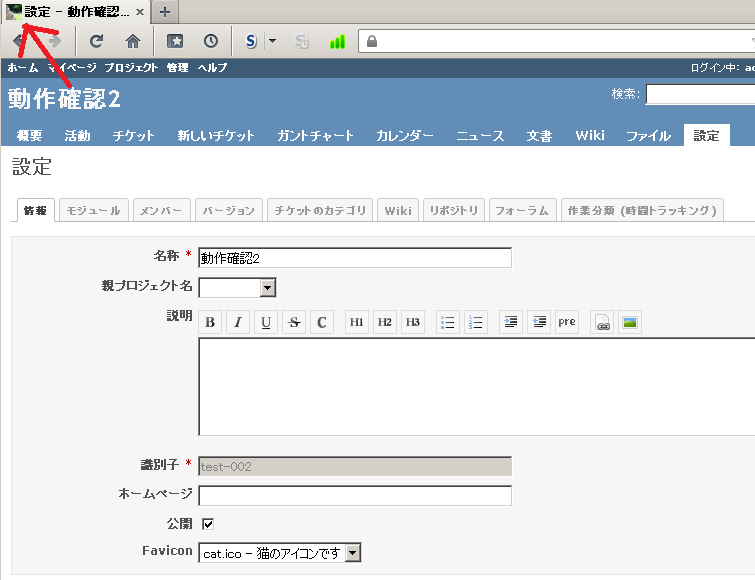 設定 - 動作確認... × +
S S
ホーム マイページ プロジェクト 管理 ヘルプ ログイン中: ad
動作確認2 検索:
概要 活動 チケット 新しいチケット ガントチャート カレンダー ニュース 文書 Wiki ファイル 設定
設定
情報 モジュール メンバー バージョン チケットのカテゴリ Wiki リポジトリ フォーラム 作業分類 (時間トラッキング)
名称 * 動作確認2
親プロジェクト名
説明 B I U S C H1 H2 H3 pre
識別子 * test-002
ホームページ
公開
Favicon cat.ico - 猫のアイコンです